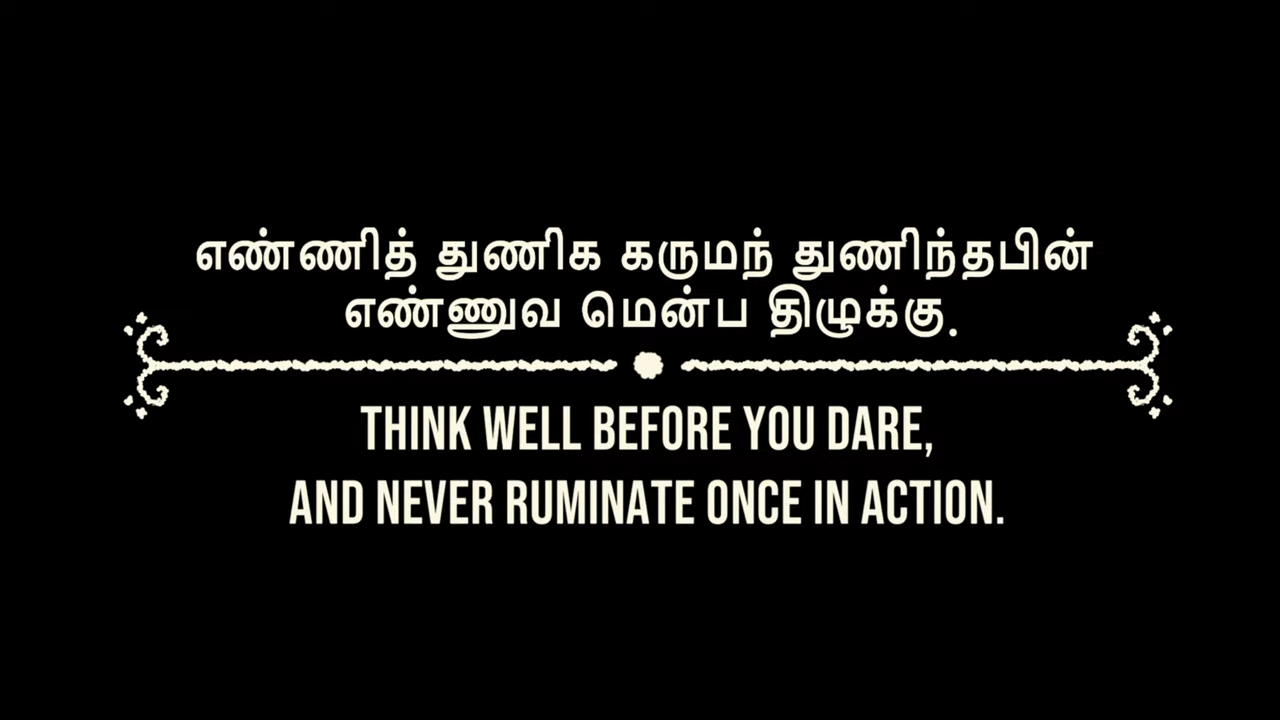 எண்ணித் துணிக கருமந் துணிந்தபின்
எண்ணுவ மென்ப திழுக்கு.
THINK WELL BEFORE YOU DARE,
AND NEVER RUMINATE ONCE IN ACTION.